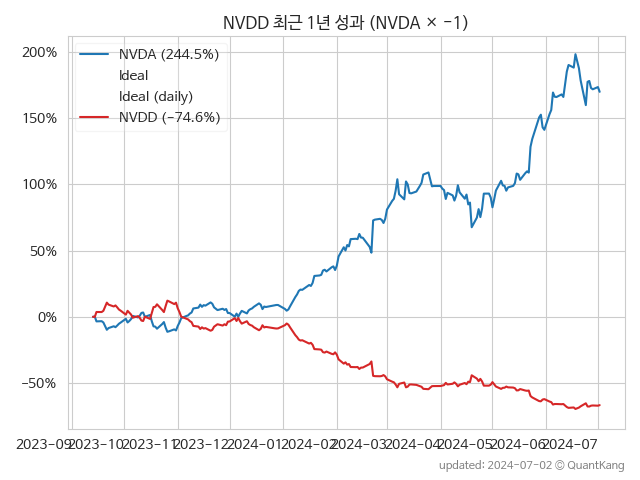 NVDD 최근 1년 성과 (NVDA × −1)
NVDA (244.5%)
Ideal
Ideal (daily)
NVDD (−74.6%)
200%
150%
100%
50%
0%
−50%
2023-09
2023-10
2023-11
2023-12
2024-01
2024-02
2024-03
2024-04
2024-05
2024-06
2024-07
updated: 2024-07-02 © QuantKang